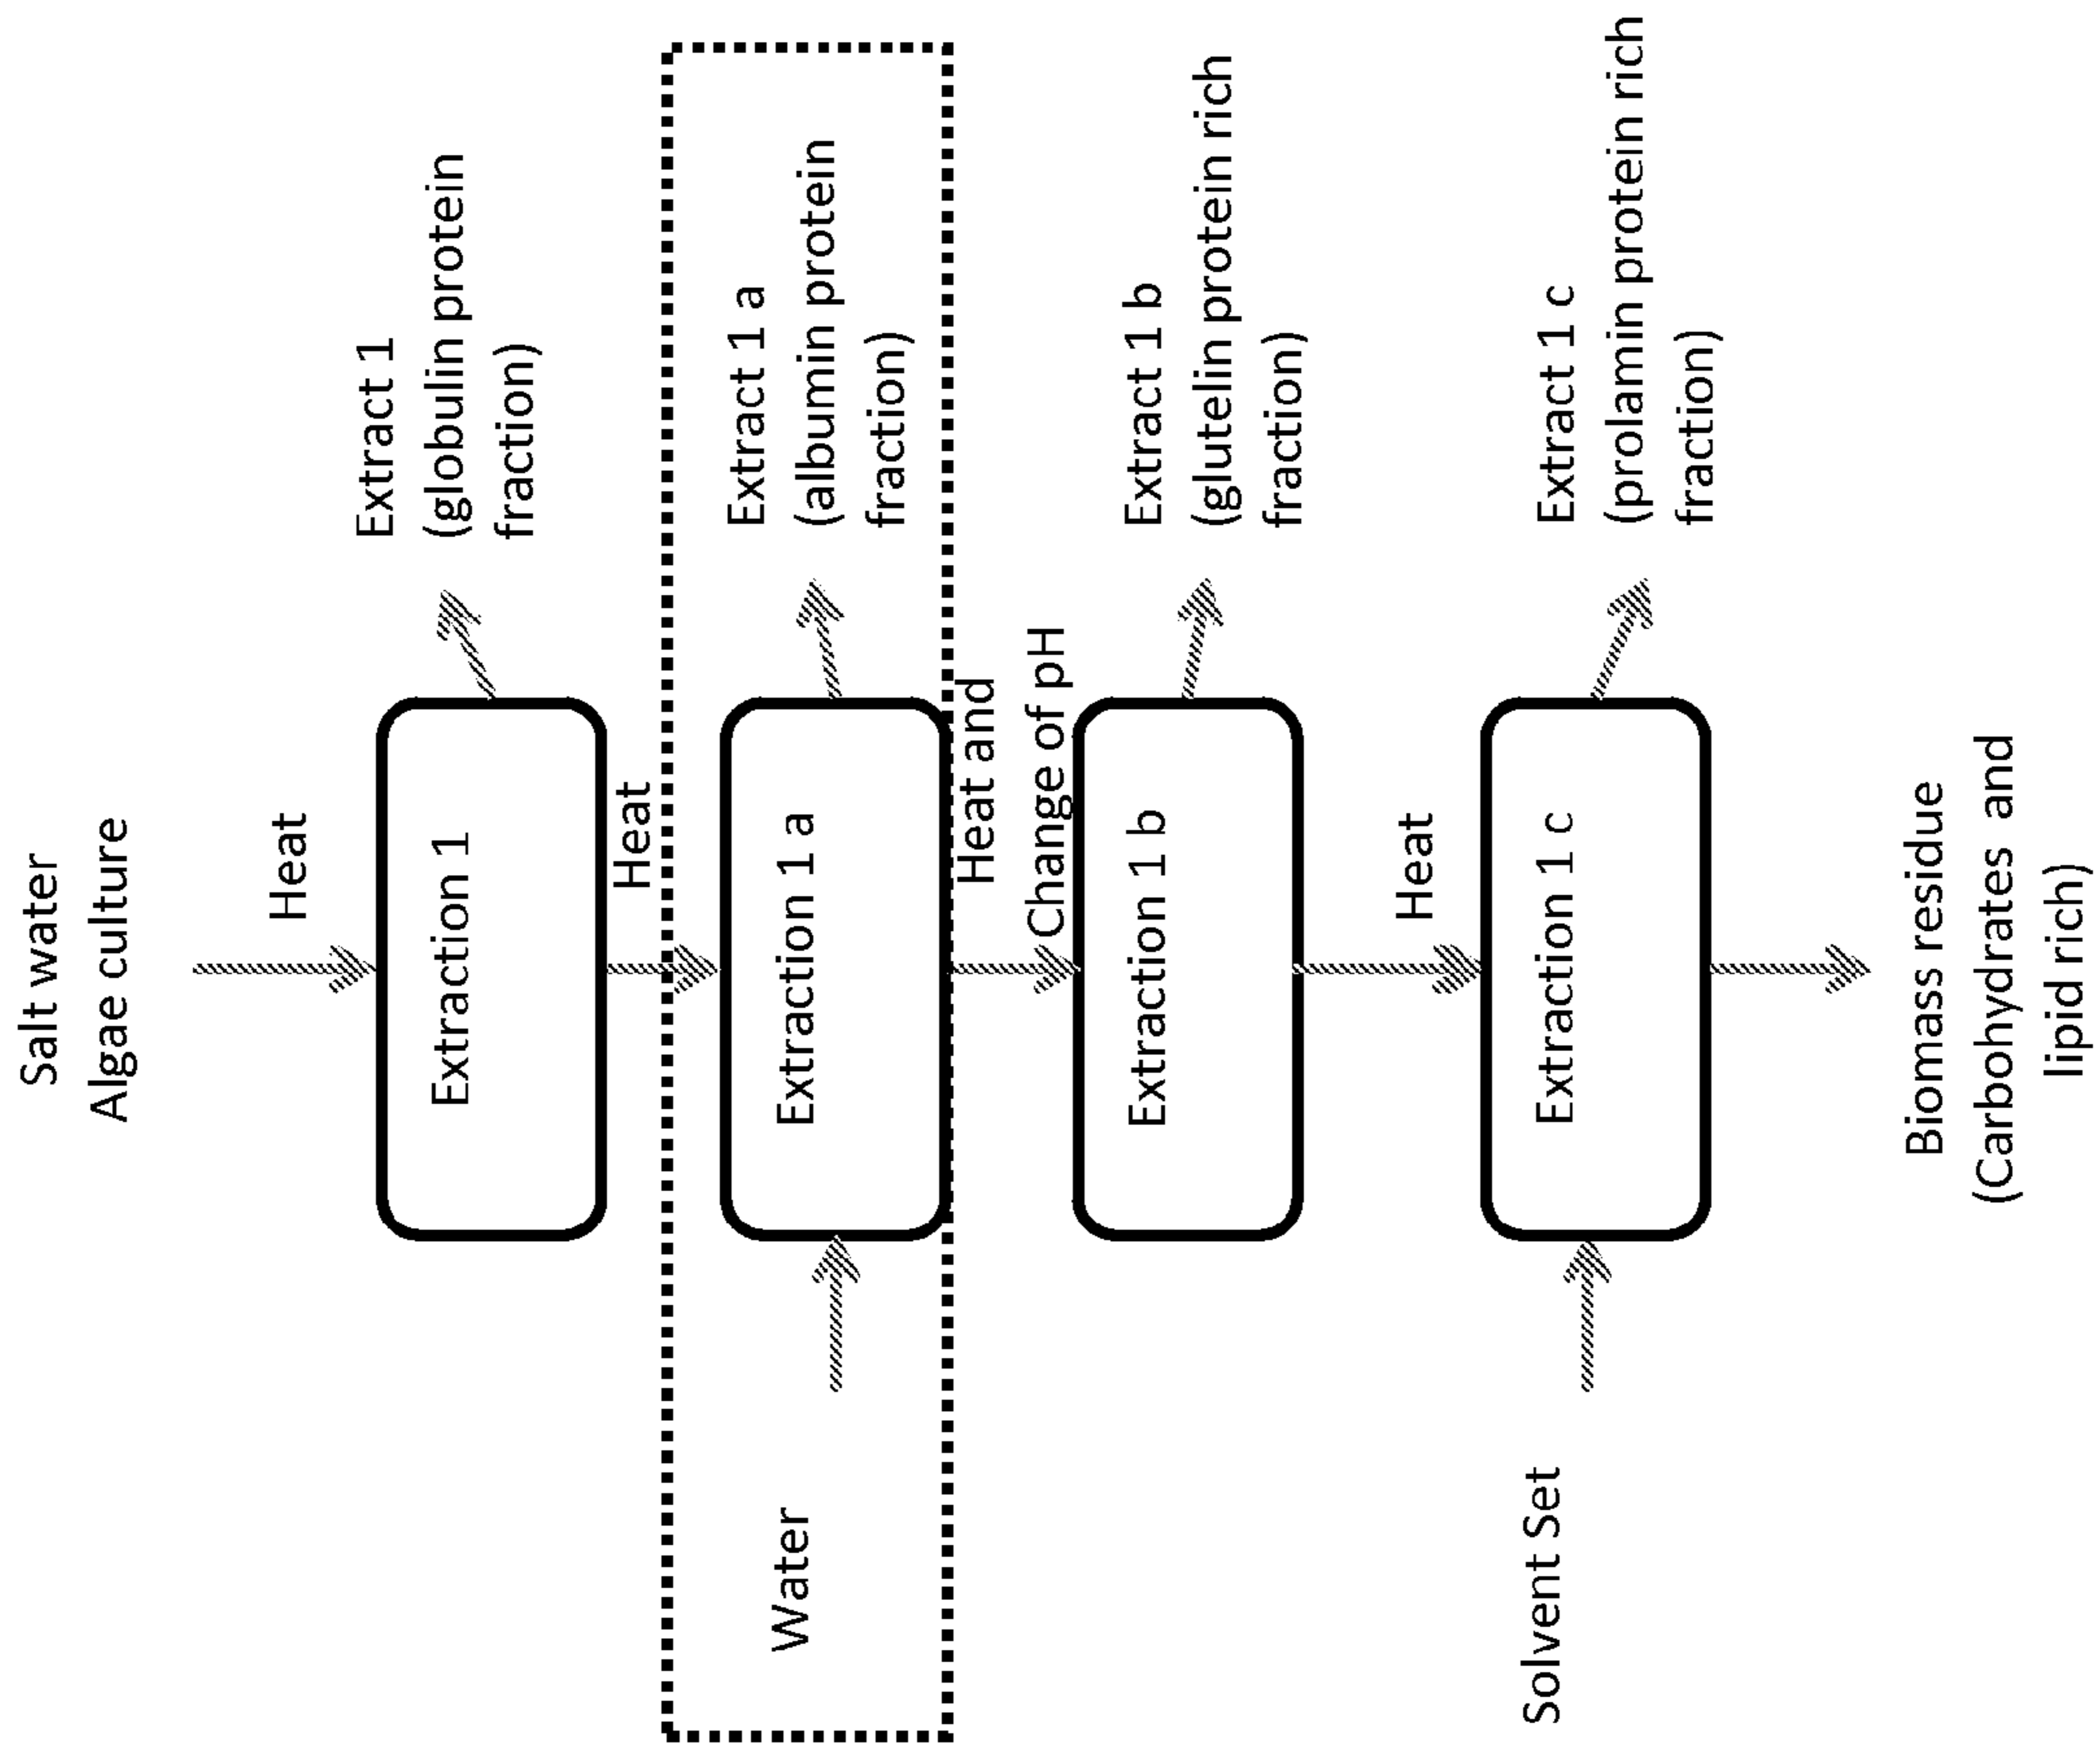 Salt water
Algae culture
Heat
Extraction 1
Extract 1
(globulin protein
fraction)
Heat
Water
Extraction 1 a
Extract 1 a
(albumin protein
fraction)
Heat and
Change of pH
Extraction 1 b
Extract 1 b
(glutelin protein rich
fraction)
Heat
Solvent Set
Extraction 1 c
Extract 1 c
(prolamin protein rich
fraction)
Biomass residue
(Carbohydrates and
lipid rich)